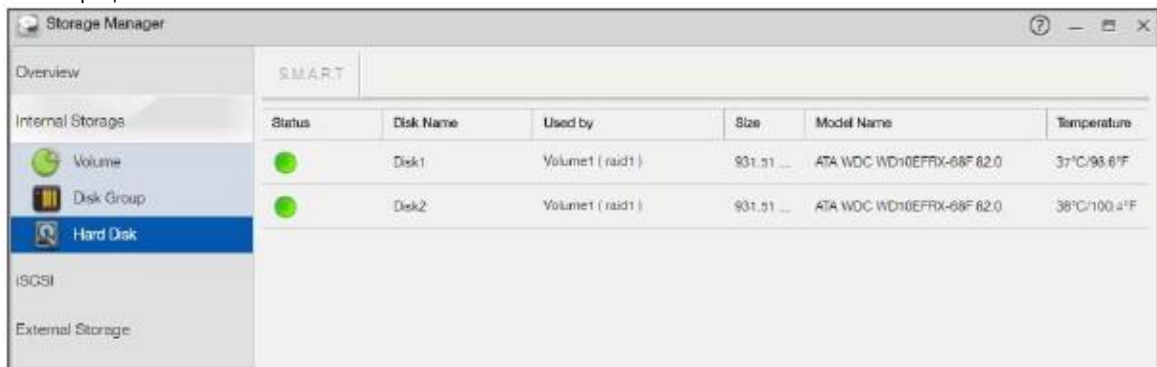 Storage Manager
Overview
S.M.A.R.T
Internal Storage
Status Disk Name Used by Size Model Name Temperature
Volume
Disk1 Volume1 ( raid1 ) 931.51 ... ATA WDC WD10EFRX-68F 82.0 37°C/98.6°F
Disk Group
Disk2 Volume1 ( raid1 ) 931.51 ... ATA WDC WD10EFRX-68F 82.0 38°C/100.4°F
Hard Disk
iSCSI
External Storage